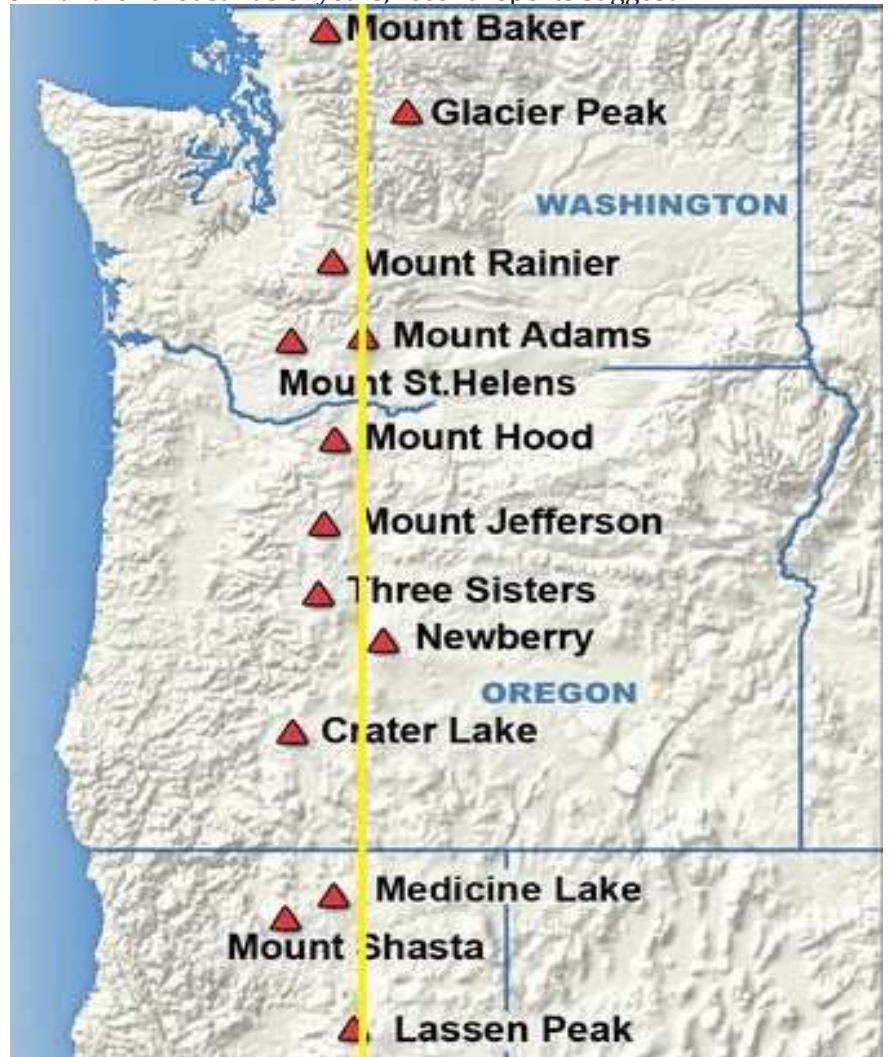 Mount Baker
Glacier Peak
WASHINGTON
Mount Rainier
Mount Adams
Mount St.Helens
Mount Hood
Mount Jefferson
Three Sisters
Newberry
OREGON
Crater Lake
Medicine Lake
Mount Shasta
Lassen Peak